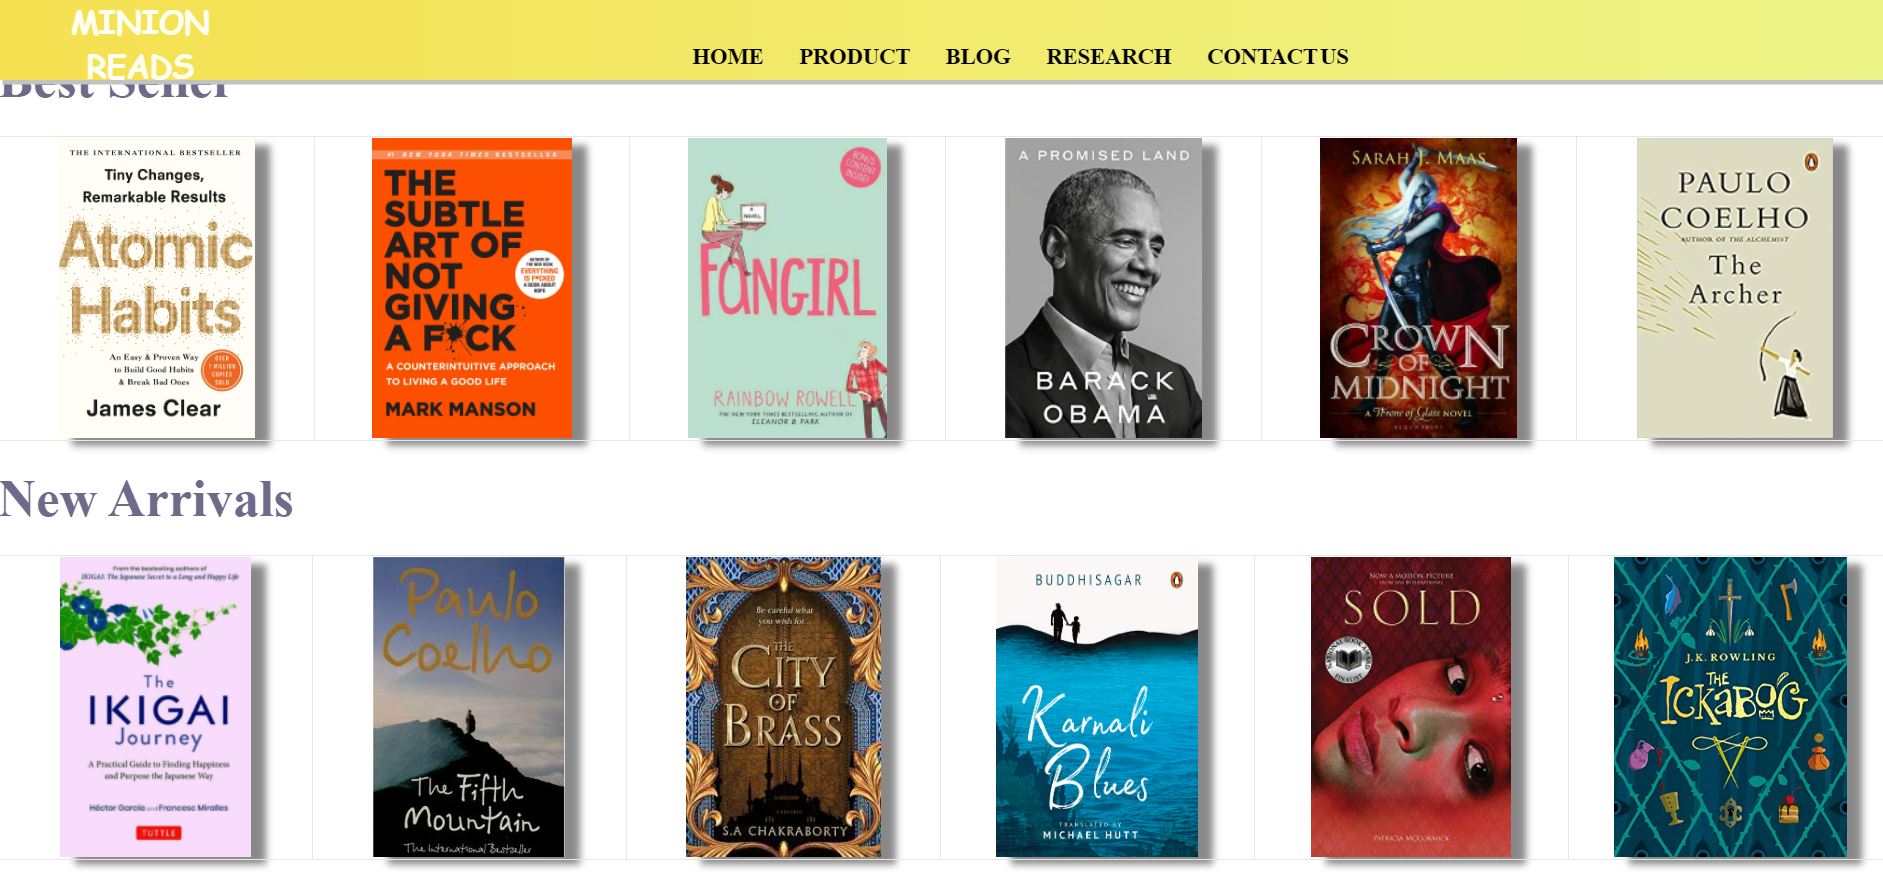 MINION
READS
HOME PRODUCT BLOG RESEARCH CONTACT US
Best Seller
THE INTERNATIONAL BESTSELLER
Tiny Changes,
Remarkable Results
Atomic
Habits
An Easy & Proven Way
to Build Good Habits
& Break Bad Ones
OVER
1 MILLION
COPIES
SOLD
James Clear
#1 NEW YORK TIMES BESTSELLER
THE
SUBTLE
ART OF
NOT
GIVING
A F*CK
AUTHOR OF
THE NEW BOOK
EVERYTHING
IS F*CKED
A BOOK ABOUT
HOPE
A COUNTERINTUITIVE APPROACH
TO LIVING A GOOD LIFE
MARK MANSON
BONUS
CONTENT
INSIDE!
A
NOVEL
FANGIRL
RAINBOW ROWELL
THE NEW YORK TIMES BESTSELLING AUTHOR OF
ELEANOR & PARK
A PROMISED LAND
BARACK
OBAMA
SARAH J. MAAS
CROWN
OF
MIDNIGHT
A Throne of Glass NOVEL
BLOOMSBURY
PAULO
COELHO
AUTHOR OF THE ALCHEMIST
The
Archer
New Arrivals
From the bestselling authors of
IKIGAI: The Japanese Secret to a Long and Happy Life
The
IKIGAI
Journey
A Practical Guide to Finding Happiness
and Purpose the Japanese Way
Héctor García and Francesc Miralles
TUTTLE
Paulo
Coelho
The Fifth
Mountain
The International Bestseller
Be careful what
you wish for...
THE
CITY
OF
BRASS
S.A CHAKRABORTY
BUDDHISAGAR
Karnali
Blues
TRANSLATED BY
MICHAEL HUTT
NOW A MOTION PICTURE
SOLD
NATIONAL BOOK AWARD
FINALIST
PATRICIA MCCORMICK
J.K. ROWLING
THE
ICKABOG